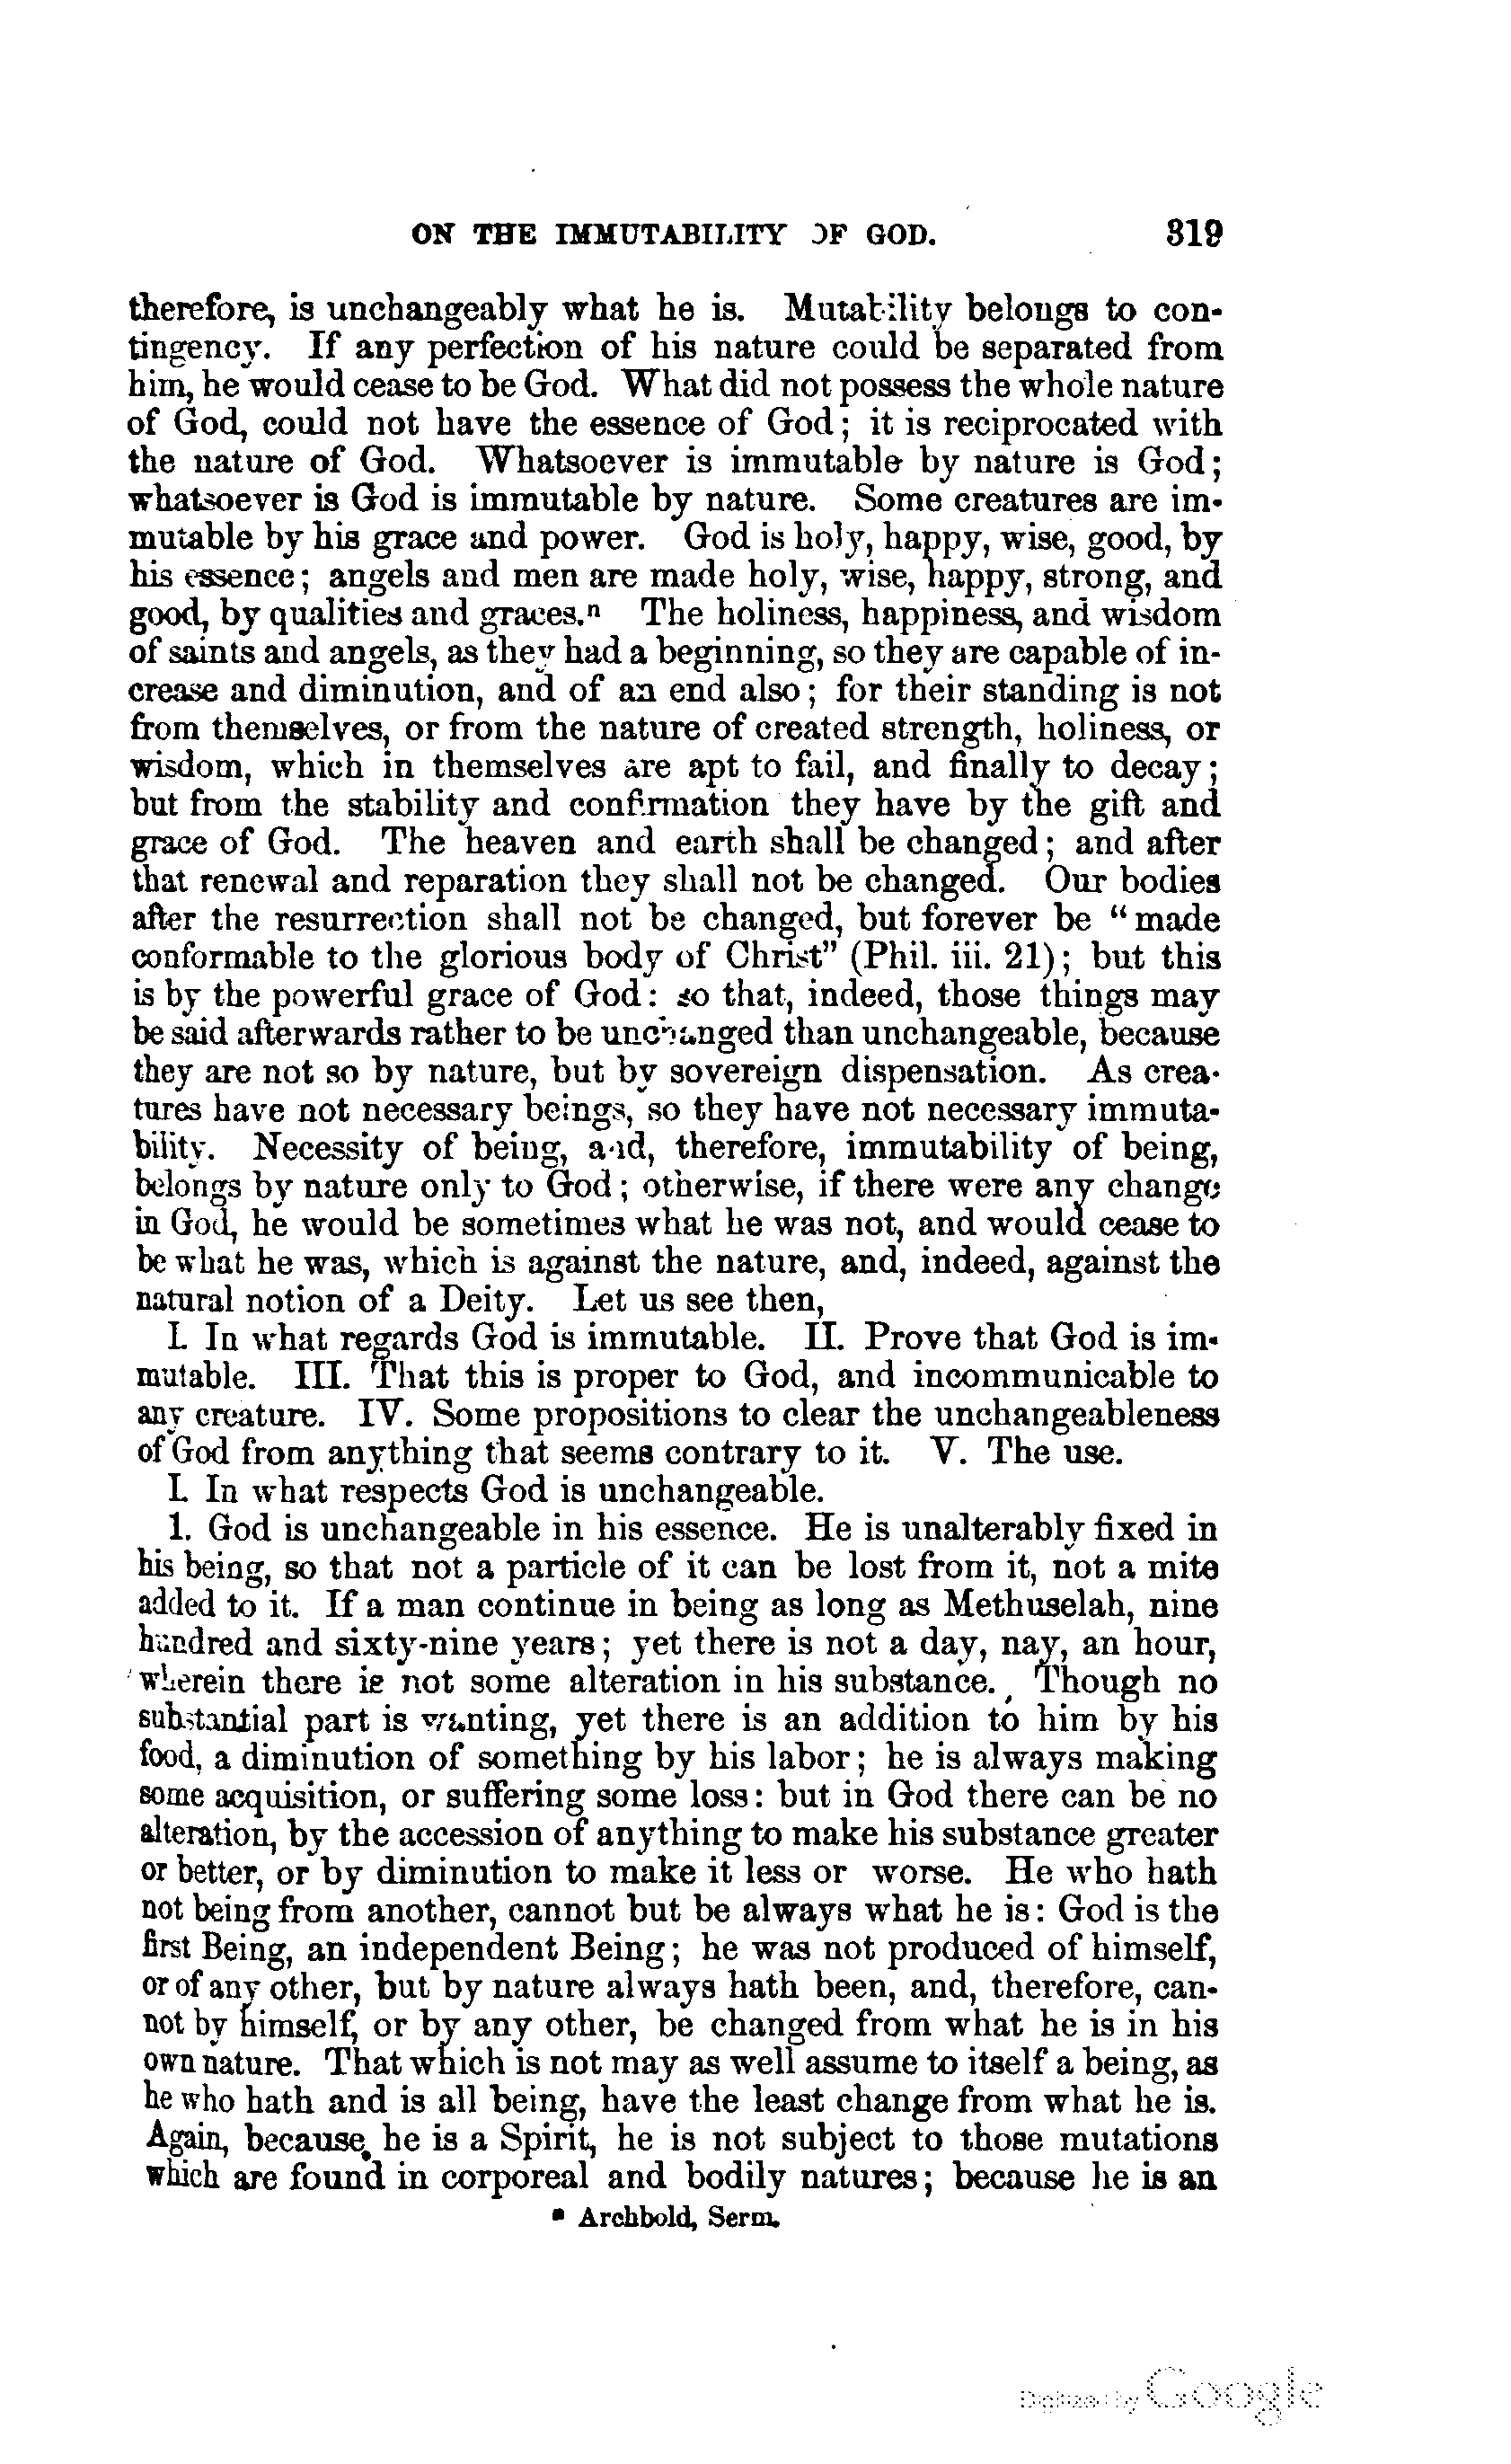 ON THE IMMUTABILITY OF GOD. 319
therefore, is unchangeably what he is. Mutability belongs to con-
tingency. If any perfection of his nature could be separated from
him, he would cease to be God. What did not possess the whole nature
of God, could not have the essence of God; it is reciprocated with
the nature of God. Whatsoever is immutable by nature is God;
whatsoever is God is immutable by nature. Some creatures are im-
mutable by his grace and power. God is holy, happy, wise, good, by
his essence; angels and men are made holy, wise, happy, strong, and
good, by qualities and graces.ⁿ The holiness, happiness, and wisdom
of saints and angels, as they had a beginning, so they are capable of in-
crease and diminution, and of an end also; for their standing is not
from themselves, or from the nature of created strength, holiness, or
wisdom, which in themselves are apt to fail, and finally to decay;
but from the stability and confirmation they have by the gift and
grace of God. The heaven and earth shall be changed; and after
that renewal and reparation they shall not be changed. Our bodies
after the resurrection shall not be changed, but forever be "made
conformable to the glorious body of Christ" (Phil. iii. 21); but this
is by the powerful grace of God: so that, indeed, those things may
be said afterwards rather to be unchanged than unchangeable, because
they are not so by nature, but by sovereign dispensation. As crea-
tures have not necessary beings, so they have not necessary immuta-
bility. Necessity of being, and, therefore, immutability of being,
belongs by nature only to God; otherwise, if there were any change
in God, he would be sometimes what he was not, and would cease to
be what he was, which is against the nature, and, indeed, against the
natural notion of a Deity. Let us see then,
I. In what regards God is immutable. II. Prove that God is im-
mutable. III. That this is proper to God, and incommunicable to
any creature. IV. Some propositions to clear the unchangeableness
of God from anything that seems contrary to it. V. The use.
I. In what respects God is unchangeable.
1. God is unchangeable in his essence. He is unalterably fixed in
his being, so that not a particle of it can be lost from it, not a mite
added to it. If a man continue in being as long as Methuselah, nine
hundred and sixty-nine years; yet there is not a day, nay, an hour,
wherein there is not some alteration in his substance. Though no
substantial part is wanting, yet there is an addition to him by his
food, a diminution of something by his labor; he is always making
some acquisition, or suffering some loss: but in God there can be no
alteration, by the accession of anything to make his substance greater
or better, or by diminution to make it less or worse. He who hath
not being from another, cannot but be always what he is: God is the
first Being, an independent Being; he was not produced of himself,
or of any other, but by nature always hath been, and, therefore, can-
not by himself, or by any other, be changed from what he is in his
own nature. That which is not may as well assume to itself a being, as
he who hath and is all being, have the least change from what he is.
Again, because he is a Spirit, he is not subject to those mutations
which are found in corporeal and bodily natures; because he is an
ⁿ Archbold, Serm.
Digitized by Google